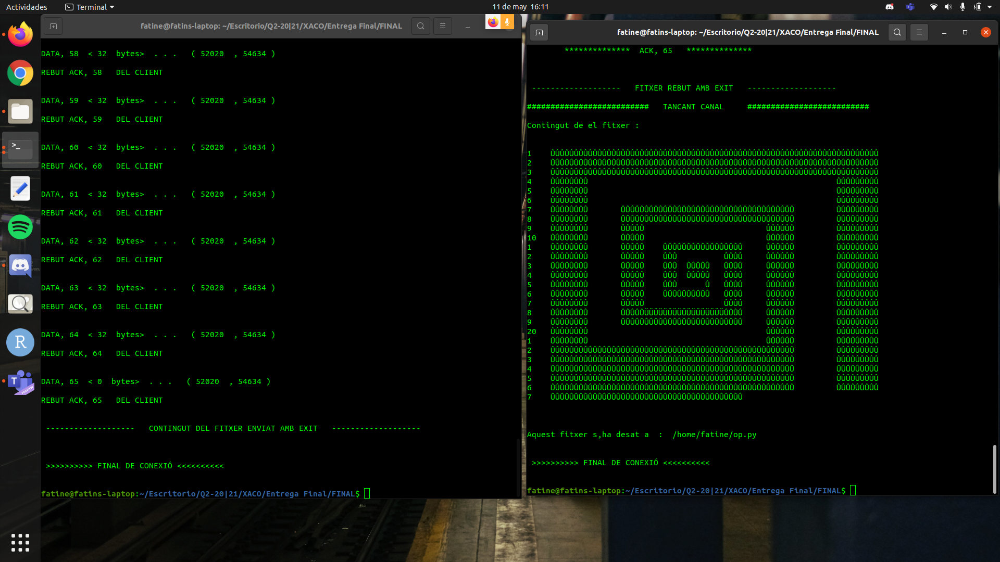 Actividades
Terminal
11 de may 16:11
fatine@fatins-laptop: ~/Escritorio/Q2-20|21/XACO/Entrega Final/FINAL
DATA, 58 < 32 bytes> . . . ( 52020 , 54634 )
REBUT ACK, 58 DEL CLIENT
DATA, 59 < 32 bytes> . . . ( 52020 , 54634 )
REBUT ACK, 59 DEL CLIENT
DATA, 60 < 32 bytes> . . . ( 52020 , 54634 )
REBUT ACK, 60 DEL CLIENT
DATA, 61 < 32 bytes> . . . ( 52020 , 54634 )
REBUT ACK, 61 DEL CLIENT
DATA, 62 < 32 bytes> . . . ( 52020 , 54634 )
REBUT ACK, 62 DEL CLIENT
DATA, 63 < 32 bytes> . . . ( 52020 , 54634 )
REBUT ACK, 63 DEL CLIENT
DATA, 64 < 32 bytes> . . . ( 52020 , 54634 )
REBUT ACK, 64 DEL CLIENT
DATA, 65 < 0 bytes> . . . ( 52020 , 54634 )
REBUT ACK, 65 DEL CLIENT
------------------- CONTINGUT DEL FITXER ENVIAT AMB EXIT -------------------
>>>>>>>>>> FINAL DE CONEXIÓ <<<<<<<<<<
fatine@fatins-laptop:~/Escritorio/Q2-20|21/XACO/Entrega Final/FINAL$
fatine@fatins-laptop: ~/Escritorio/Q2-20|21/XACO/Entrega Final/FINAL
************** ACK, 65 **************
------------------- FITXER REBUT AMB EXIT -------------------
########################## TANCANT CANAL ##########################
Contingut de el fitxer :
1 ÛÛÛÛÛÛÛÛÛÛÛÛÛÛÛÛÛÛÛÛÛÛÛÛÛÛÛÛÛÛÛÛÛÛÛÛÛÛÛÛÛÛÛÛÛÛÛÛÛÛÛÛÛÛÛÛÛÛÛÛÛÛÛÛÛÛÛÛÛÛ
2 ÛÛÛÛÛÛÛÛÛÛÛÛÛÛÛÛÛÛÛÛÛÛÛÛÛÛÛÛÛÛÛÛÛÛÛÛÛÛÛÛÛÛÛÛÛÛÛÛÛÛÛÛÛÛÛÛÛÛÛÛÛÛÛÛÛÛÛÛÛÛ
3 ÛÛÛÛÛÛÛÛÛÛÛÛÛÛÛÛÛÛÛÛÛÛÛÛÛÛÛÛÛÛÛÛÛÛÛÛÛÛÛÛÛÛÛÛÛÛÛÛÛÛÛÛÛÛÛÛÛÛÛÛÛÛÛÛÛÛÛÛÛÛ
4 ÛÛÛÛÛÛÛÛ ÛÛÛÛÛÛÛÛÛ
5 ÛÛÛÛÛÛÛÛ ÛÛÛÛÛÛÛÛÛ
6 ÛÛÛÛÛÛÛÛ ÛÛÛÛÛÛÛÛÛ
7 ÛÛÛÛÛÛÛÛ ÛÛÛÛÛÛÛÛÛÛÛÛÛÛÛÛÛÛÛÛÛÛÛÛÛÛÛÛÛÛÛÛÛÛÛÛÛ ÛÛÛÛÛÛÛÛÛ
8 ÛÛÛÛÛÛÛÛ ÛÛÛÛÛÛÛÛÛÛÛÛÛÛÛÛÛÛÛÛÛÛÛÛÛÛÛÛÛÛÛÛÛÛÛÛÛ ÛÛÛÛÛÛÛÛÛ
9 ÛÛÛÛÛÛÛÛ ÛÛÛÛÛ ÛÛÛÛÛÛ ÛÛÛÛÛÛÛÛÛ
10 ÛÛÛÛÛÛÛÛ ÛÛÛÛÛ ÛÛÛÛÛÛ ÛÛÛÛÛÛÛÛÛ
1 ÛÛÛÛÛÛÛÛ ÛÛÛÛÛ ÛÛÛÛÛÛÛÛÛÛÛÛÛÛÛÛÛ ÛÛÛÛÛÛ ÛÛÛÛÛÛÛÛÛ
2 ÛÛÛÛÛÛÛÛ ÛÛÛÛÛ ÛÛÛ ÛÛÛÛ ÛÛÛÛÛÛ ÛÛÛÛÛÛÛÛÛ
3 ÛÛÛÛÛÛÛÛ ÛÛÛÛÛ ÛÛÛ ÛÛÛÛÛ ÛÛÛÛ ÛÛÛÛÛÛ ÛÛÛÛÛÛÛÛÛ
4 ÛÛÛÛÛÛÛÛ ÛÛÛÛÛ ÛÛÛ ÛÛÛÛÛ ÛÛÛÛ ÛÛÛÛÛÛ ÛÛÛÛÛÛÛÛÛ
5 ÛÛÛÛÛÛÛÛ ÛÛÛÛÛ ÛÛÛ Û ÛÛÛÛ ÛÛÛÛÛÛ ÛÛÛÛÛÛÛÛÛ
6 ÛÛÛÛÛÛÛÛ ÛÛÛÛÛ ÛÛÛÛÛÛÛÛÛÛ ÛÛÛÛ ÛÛÛÛÛÛ ÛÛÛÛÛÛÛÛÛ
7 ÛÛÛÛÛÛÛÛ ÛÛÛÛÛ ÛÛÛÛ ÛÛÛÛÛÛ ÛÛÛÛÛÛÛÛÛ
8 ÛÛÛÛÛÛÛÛ ÛÛÛÛÛÜÜÜÜÜÜÜÜÜÜÜÜÜÜÜÜÜÛÛÛÛ ÛÛÛÛÛÛ ÛÛÛÛÛÛÛÛÛ
9 ÛÛÛÛÛÛÛÛ ÛÛÛÛÛÛÛÛÛÛÛÛÛÛÛÛÛÛÛÛÛÛÛÛÛÛ ÛÛÛÛÛÛ ÛÛÛÛÛÛÛÛÛ
20 ÛÛÛÛÛÛÛÛ ÛÛÛÛÛÛ ÛÛÛÛÛÛÛÛÛ
1 ÛÛÛÛÛÛÛÛ ÛÛÛÛÛÛ ÛÛÛÛÛÛÛÛÛ
2 ÛÛÛÛÛÛÛÛÛÛÛÛÛÛÛÛÛÛÛÛÛÛÛÛÛÛÛÛÛÛÛÛÛÛÛÛÛÛÛÛÛÛÛÛÛÛÛÛÛÛÛÛ ÛÛÛÛÛÛÛÛÛ
3 ÛÛÛÛÛÛÛÛÛÛÛÛÛÛÛÛÛÛÛÛÛÛÛÛÛÛÛÛÛÛÛÛÛÛÛÛÛÛÛÛÛÛÛÛÛÛÛÛÛÛÛÛ ÛÛÛÛÛÛÛÛÛ
4 ÛÛÛÛÛÛÛÛÛÛÛÛÛÛÛÛÛÛÛÛÛÛÛÛÛÛÛÛÛÛÛÛÛÛÛÛÛÛÛÛÛÛÛÛÛÛÛÛÛÛÛÛ ÛÛÛÛÛÛÛÛÛ
5 ÛÛÛÛÛÛÛÛÛÛÛÛÛÛÛÛÛÛÛÛÛÛÛÛÛÛÛÛÛÛÛÛÛÛÛÛÛÛÛÛÛÛÛÛÛÛÛÛÛÛÛÛ ÛÛÛÛÛÛÛÛÛ
6 ÛÛÛÛÛÛÛÛÛÛÛÛÛÛÛÛÛÛÛÛÛÛÛÛÛÛÛÛÛÛÛÛÛÛÛÛÛÛÛÛÛÛÛÛÛÛÛÛÛÛÛÛ ÛÛÛÛÛÛÛÛÛ
7 ÛÛÛÛÛÛÛÛÛÛÛÛÛÛÛÛÛÛÛÛÛÛÛÛÛÛÛÛÛÛÛÛÛÛÛÛÛÛÛÛÛ
Aquest fitxer s,ha desat a : /home/fatine/op.py
>>>>>>>>>> FINAL DE CONEXIÓ <<<<<<<<<<
fatine@fatins-laptop:~/Escritorio/Q2-20|21/XACO/Entrega Final/FINAL$